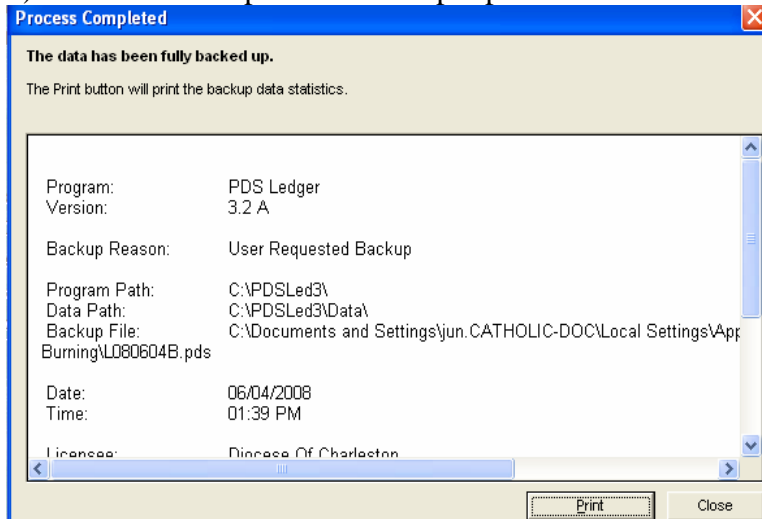 Process Completed
The data has been fully backed up.
The Print button will print the backup data statistics.
Program: PDS Ledger
Version: 3.2 A
Backup Reason: User Requested Backup
Program Path: C:\PDSLed3\
Data Path: C:\PDSLed3\Data\
Backup File: C:\Documents and Settings\jun.CATHOLIC-DOC\Local Settings\App
Burning\L080604B.pds
Date: 06/04/2008
Time: 01:39 PM
Licensee: Diocese Of Charleston
Print Close